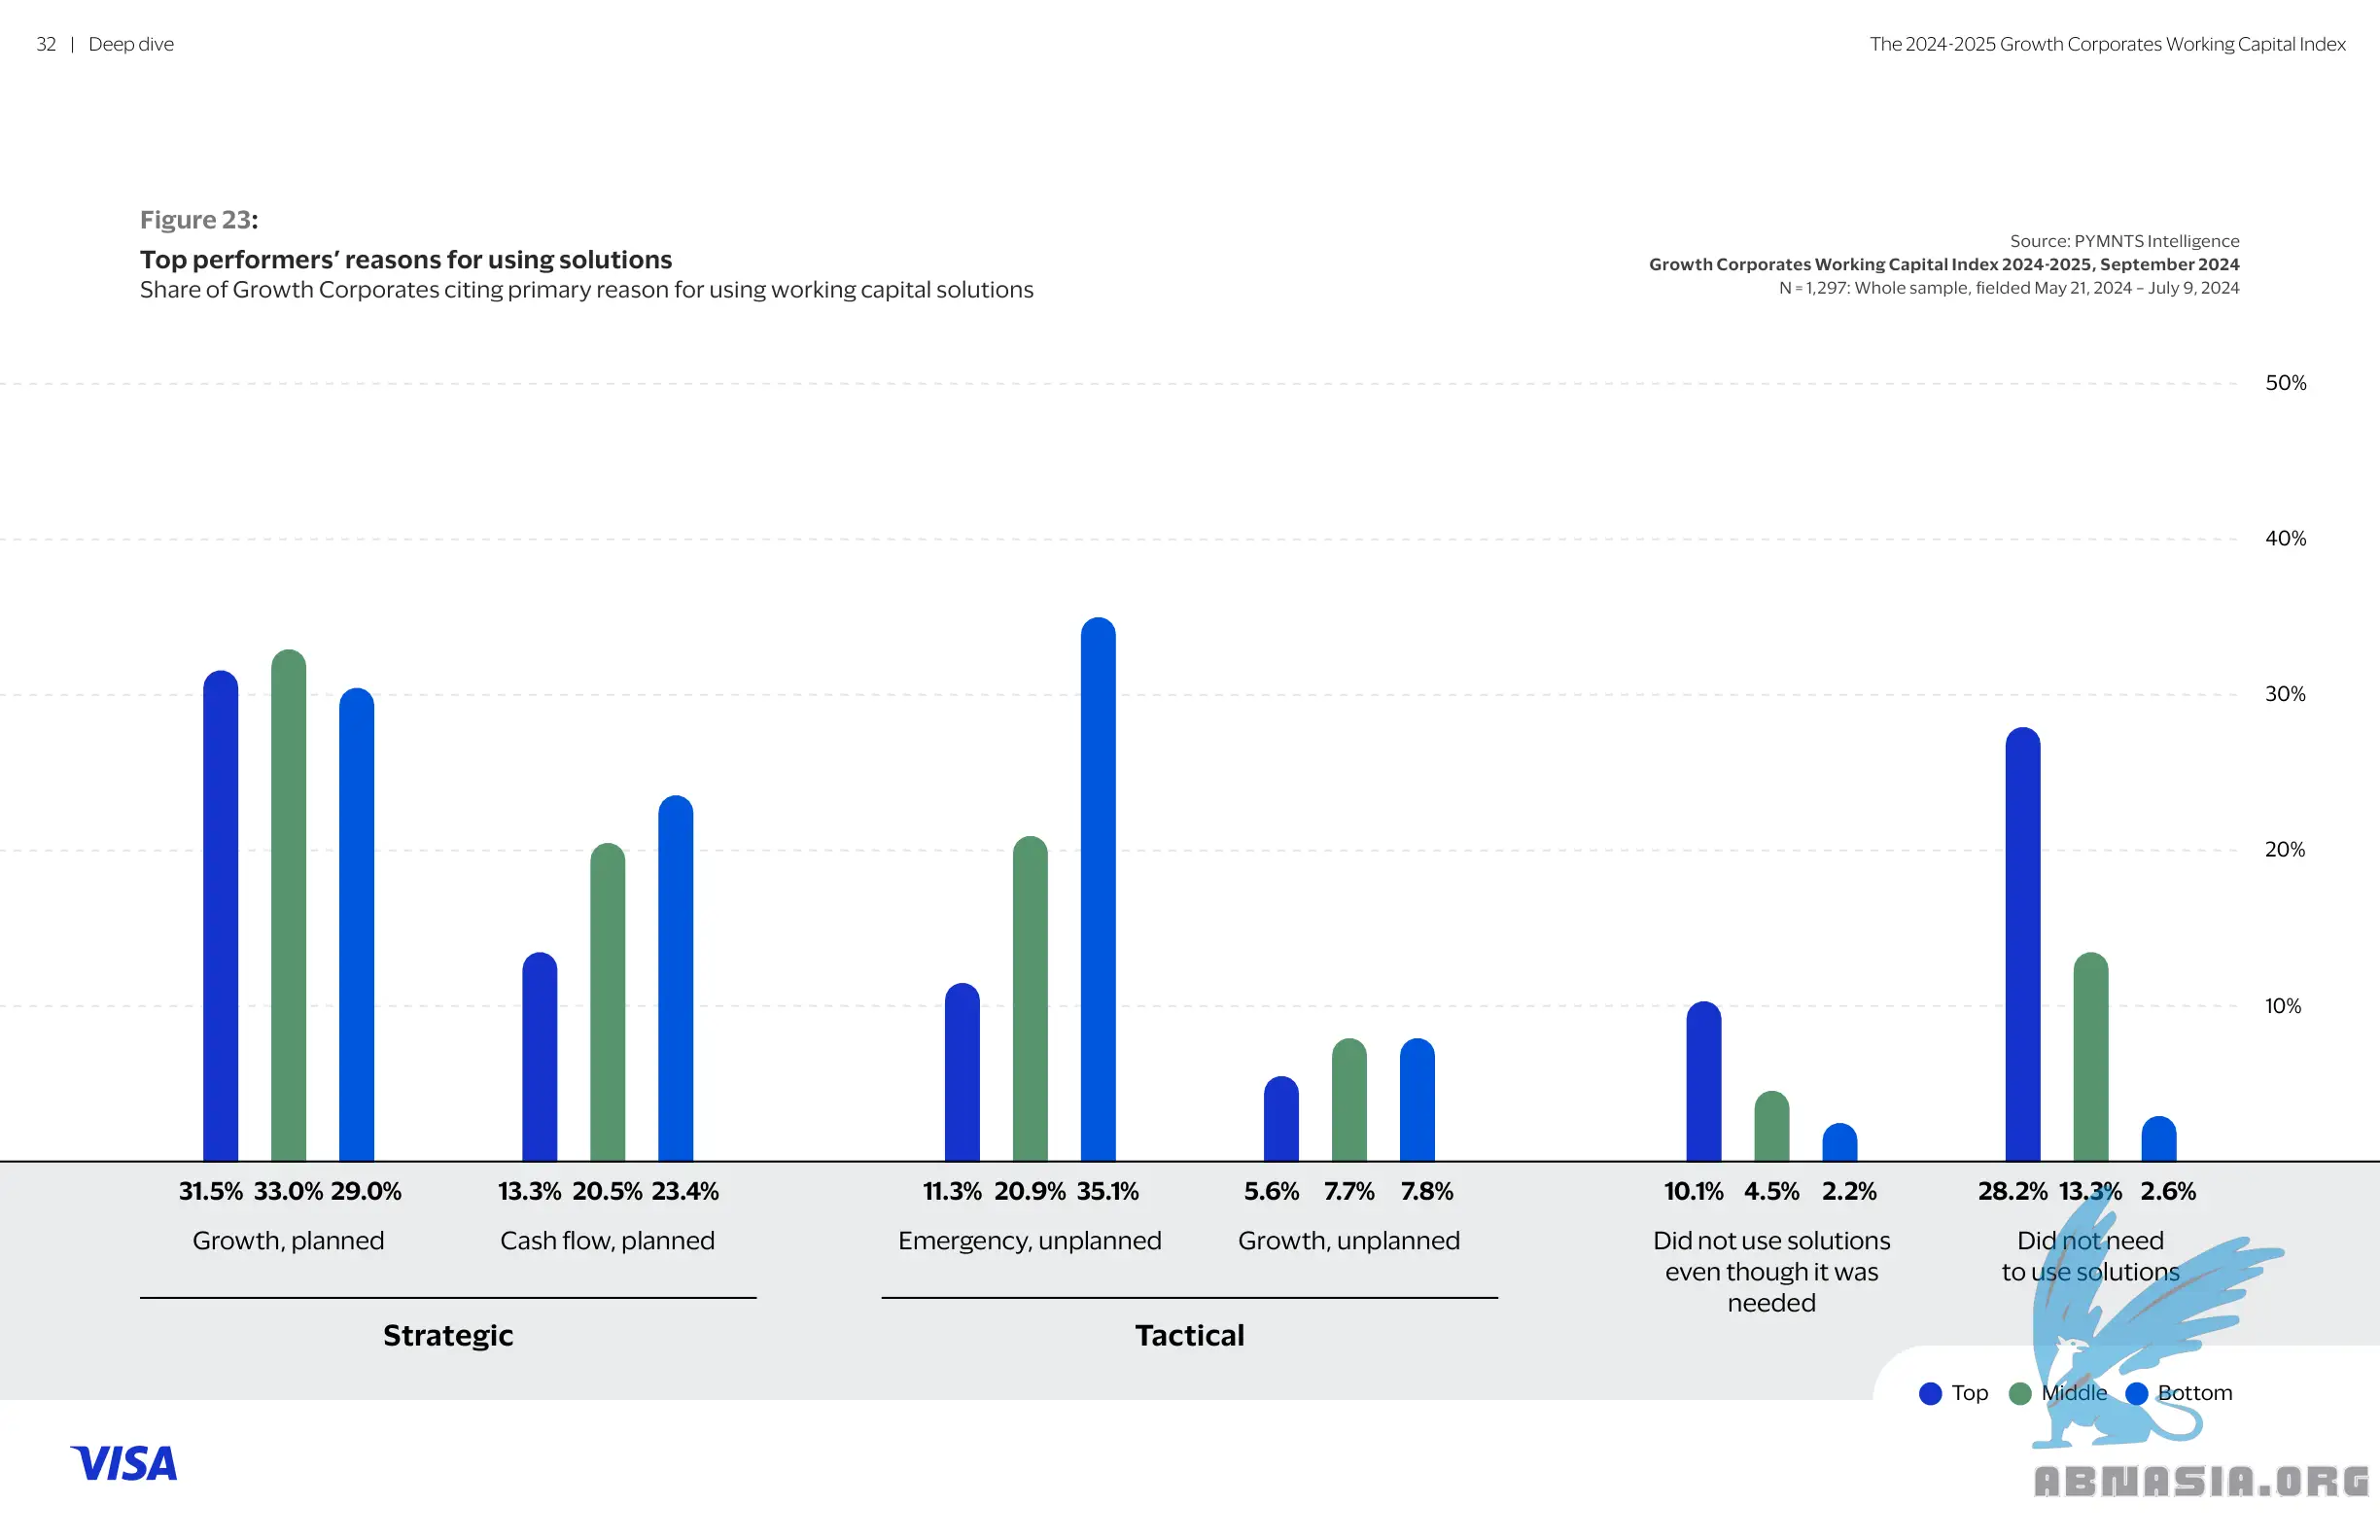 32 | Deep dive
The 2024-2025 Growth Corporates Working Capital Index
Figure 23:
Top performers’ reasons for using solutions
Share of Growth Corporates citing primary reason for using working capital solutions
Source: PYMNTS Intelligence
Growth Corporates Working Capital Index 2024-2025, September 2024
N = 1,297: Whole sample, fielded May 21, 2024 – July 9, 2024
50%
40%
30%
20%
10%
31.5% 33.0% 29.0%
Growth, planned
13.3% 20.5% 23.4%
Cash flow, planned
Strategic
11.3% 20.9% 35.1%
Emergency, unplanned
5.6% 7.7% 7.8%
Growth, unplanned
Tactical
10.1% 4.5% 2.2%
Did not use solutions
even though it was
needed
28.2% 13.3% 2.6%
Did not need
to use solutions
Top Middle Bottom
VISA
ABNASIA.ORG